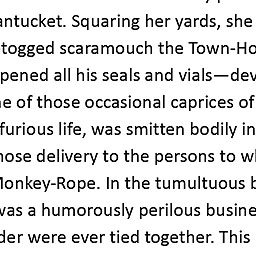 antucket. Squaring her yards, she
togged scaramouch the Town-Ho
pened all his seals and vials—dev
e of those occasional caprices of
furious life, was smitten bodily in
hose delivery to the persons to w
Monkey-Rope. In the tumultuous b
was a humorously perilous busine
der were ever tied together. This